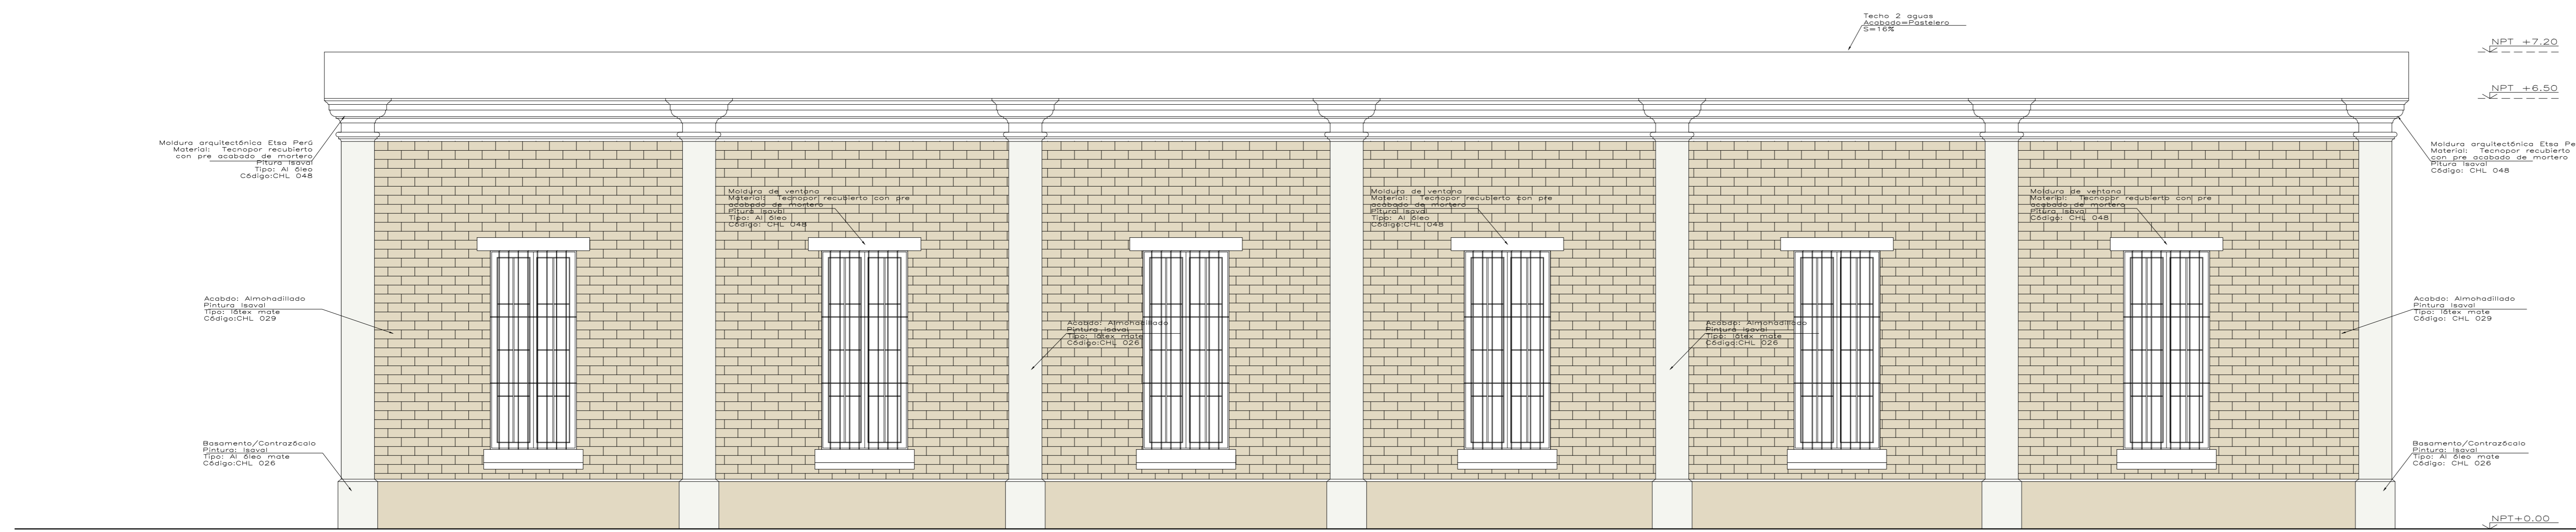 Techo 2 aguas
Acabado=Pastelero
S=16%
NPT +7.20
NPT +6.50
Moldura arquitectónica Etsa Perú
Material: Tecnopor recubierto
con pre acabado de mortero
Pitura Isaval
Tipo: Al óleo
Código:CHL 048
Moldura de ventana
Material: Tecnopor recubierto con pre
acabado de mortero
Pitura Isaval
Tipo: Al óleo
Código: CHL 048
Moldura de ventana
Material: Tecnopor recubierto con pre
acabado de mortero
Pitura Isaval
Tipo: Al óleo
Código:CHL 048
Moldura de ventana
Material: Tecnopor recubierto con pre
acabado de mortero
Pitura Isaval
Tipo: Al óleo
Código: CHL 048
Moldura arquitectónica Etsa Pe
Material: Tecnopor recubierto
con pre acabado de mortero
Pitura Isaval
Código: CHL 048
Acabdo: Almohadillado
Pintura Isaval
Tipo: látex mate
Código:CHL 029
Acabdo: Almohadillado
Pintura Isaval
Tipo: látex mate
Código:CHL 026
Acabdo: Almohadillado
Pintura Isaval
Tipo: látex mate
Código:CHL 026
Acabdo: Almohadillado
Pintura Isaval
Tipo: látex mate
Código: CHL 029
Basamento/Contrazócalo
Pintura: Isaval
Tipo: Al óleo mate
Código:CHL 026
Basamento/Contrazócalo
Pintura: Isaval
Tipo: Al óleo mate
Código: CHL 026
NPT+0.00